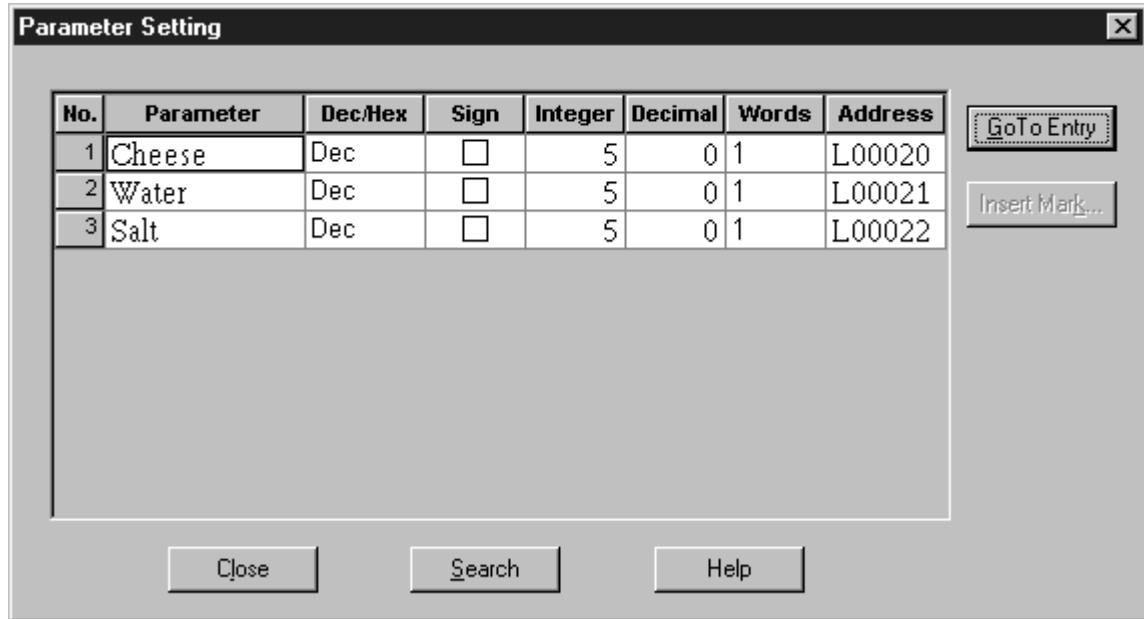 Parameter Setting
No. Parameter Dec/Hex Sign Integer Decimal Words Address
1 Cheese Dec 5 0 1 L00020
2 Water Dec 5 0 1 L00021
3 Salt Dec 5 0 1 L00022
GoTo Entry
Insert Mark...
Close Search Help